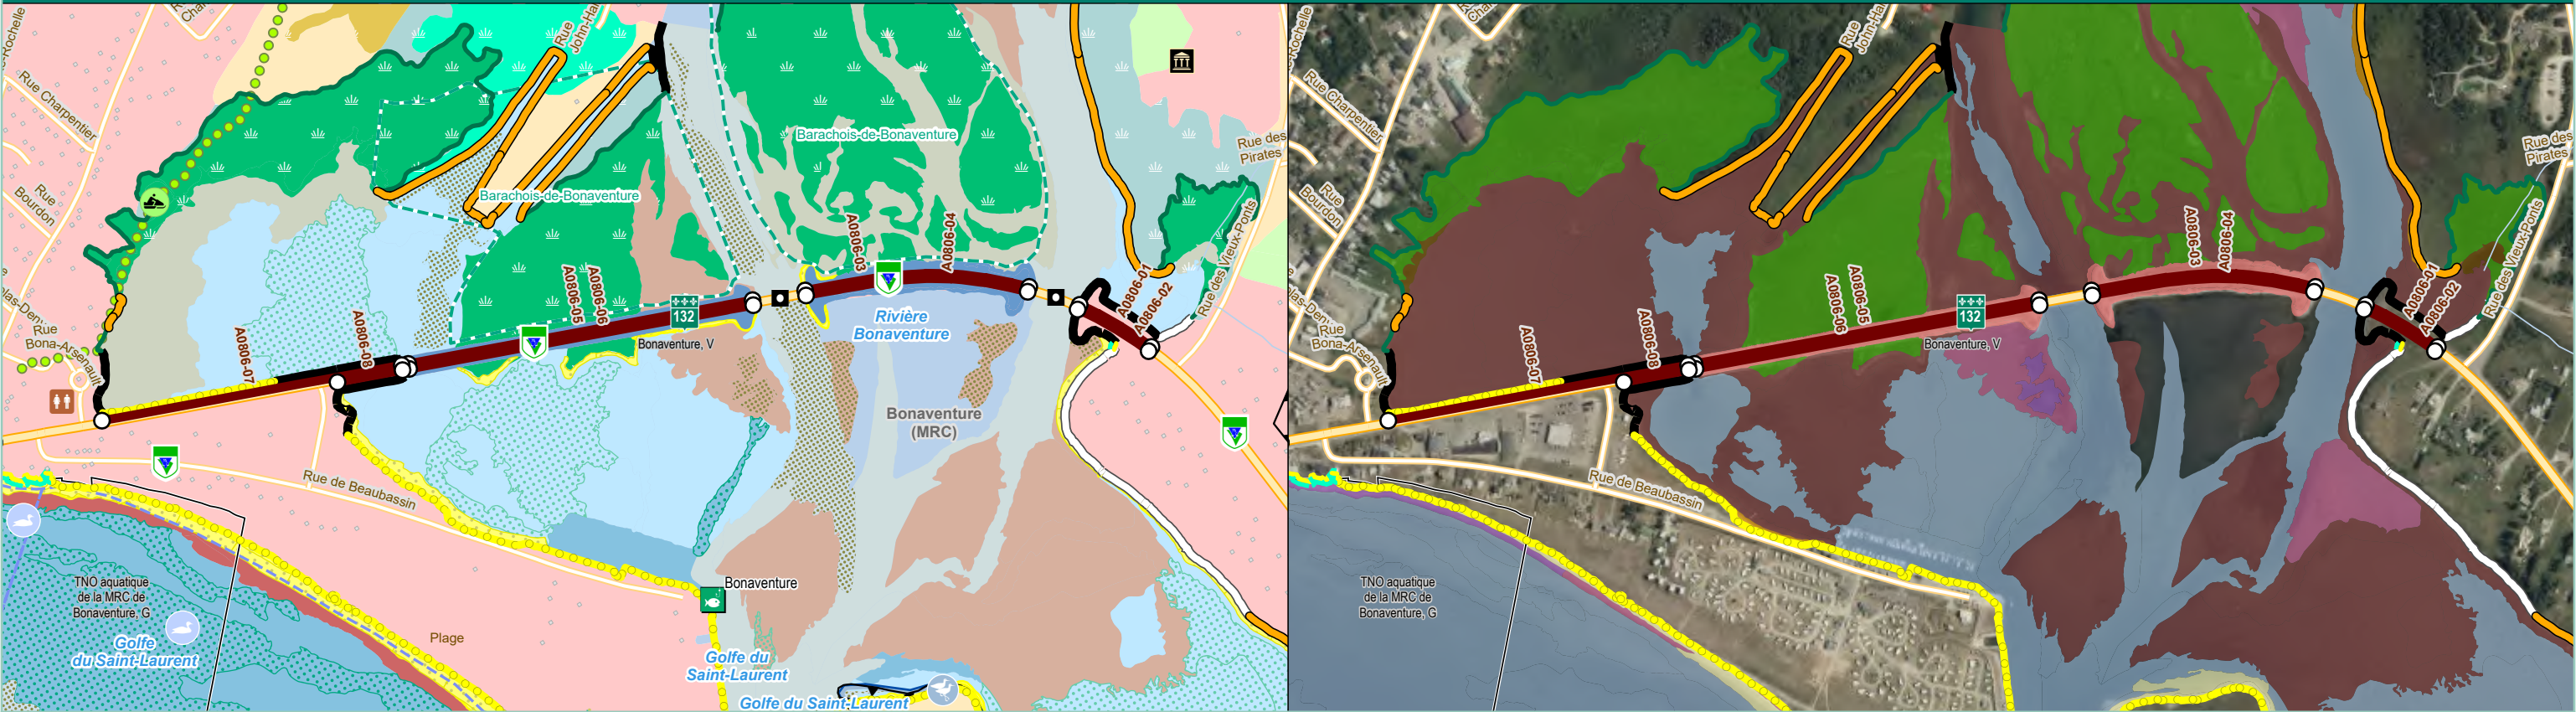 Rue
John-Ha
Rue Charpentier
Rue
Bourdon
Barachois-de-Bonaventure
Barachois-de-Bonaventure
Rue des
Pirates
Rue des Vieux-Ponts
A0806-03
A0806-04
A0806-01
A0806-02
A0806-05
A0806-06
A0806-07
A0806-08
132
Rivière
Bonaventure
Bonaventure, V
Rue
Bona-Arsenault
Bonaventure
(MRC)
Rue de Beaubassin
TNO aquatique
de la MRC de
Bonaventure, G
Bonaventure
Plage
Golfe
du Saint-Laurent
Golfe du
Saint-Laurent
Golfe du Saint-Laurent
Rue
John-Ha
Rue Charpentier
Rue
Bourdon
Rue des
Pirates
Rue des Vieux-Ponts
A0806-03
A0806-04
A0806-01
A0806-02
A0806-05
A0806-06
A0806-07
A0806-08
132
Bonaventure, V
Rue
Bona-Arsenault
Rue de Beaubassin
TNO aquatique
de la MRC de
Bonaventure, G